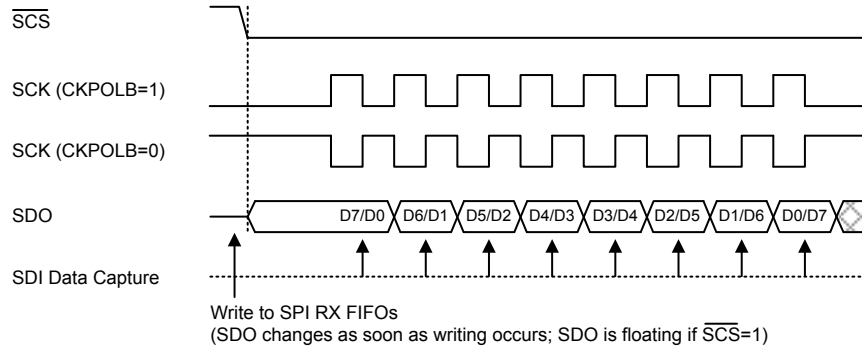 SCS
SCK (CKPOLB=1)
SCK (CKPOLB=0)
SDO
D7/D0 D6/D1 D5/D2 D4/D3 D3/D4 D2/D5 D1/D6 D0/D7
SDI Data Capture
Write to SPI RX FIFOs
(SDO changes as soon as writing occurs; SDO is floating if SCS=1)